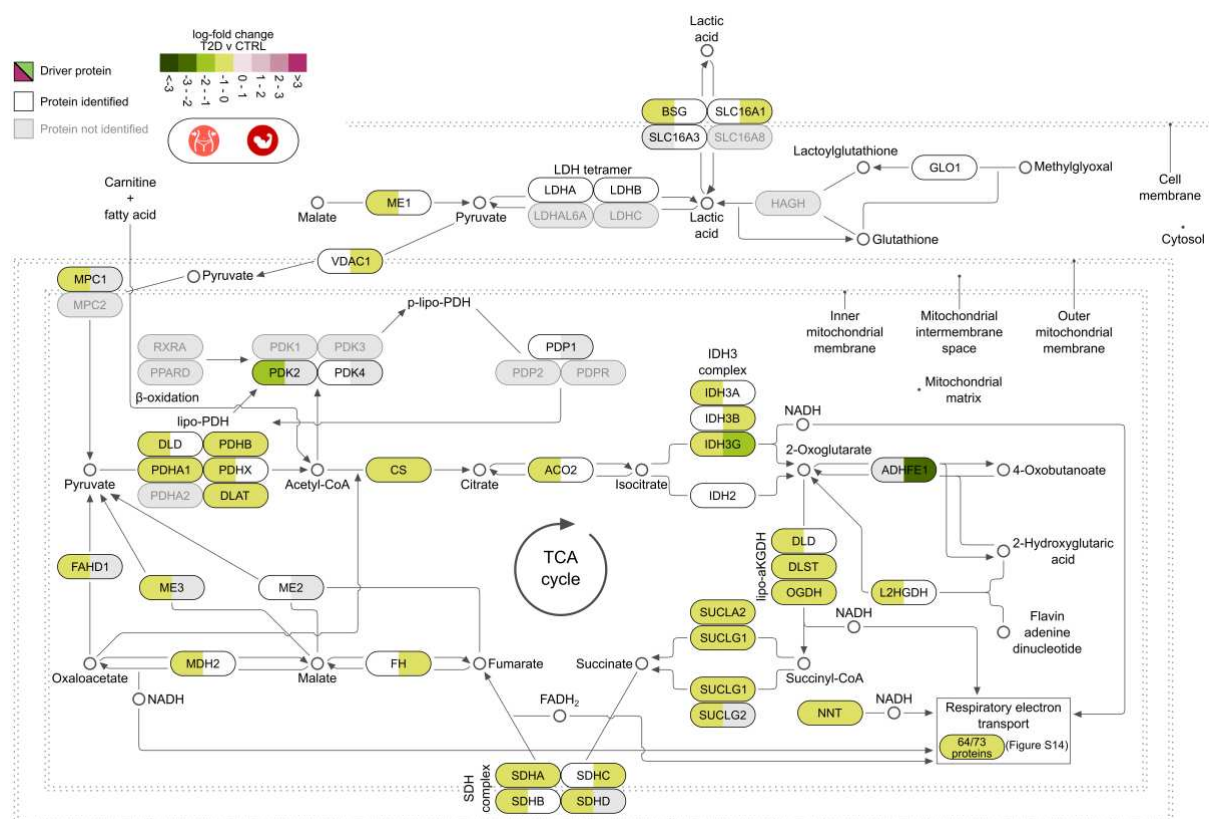 log-fold change
T2D v CTRL
<-3
-3 - -2
-2 - -1
-1 - 0
0 - 1
1 - 2
2 - 3
>3
Driver protein
Protein identified
Protein not identified
Lactic
acid
BSG
SLC16A1
SLC16A3
SLC16A8
Cell
membrane
Cytosol
Carnitine
+
fatty acid
Malate
ME1
Pyruvate
LDH tetramer
LDHA
LDHB
LDHAL6A
LDHC
Lactic
acid
Lactoylglutathione
GLO1
Methylglyoxal
HAGH
Glutathione
VDAC1
MPC1
MPC2
Pyruvate
Inner
mitochondrial
membrane
Mitochondrial
intermembrane
space
Outer
mitochondrial
membrane
Mitochondrial
matrix
p-lipo-PDH
RXRA
PPARD
PDK1
PDK3
PDK2
PDK4
PDP1
PDP2
PDPR
β-oxidation
lipo-PDH
DLD
PDHB
PDHA1
PDHX
PDHA2
DLAT
Pyruvate
Acetyl-CoA
CS
Citrate
ACO2
Isocitrate
IDH3
complex
IDH3A
IDH3B
IDH3G
IDH2
NADH
2-Oxoglutarate
ADHFE1
4-Oxobutanoate
2-Hydroxyglutaric
acid
L2HGDH
Flavin
adenine
dinucleotide
TCA
cycle
lipo-aKGDH
DLD
DLST
OGDH
NADH
FAHD1
ME3
ME2
SUCLA2
SUCLG1
SUCLG1
SUCLG2
Oxaloacetate
MDH2
Malate
FH
Fumarate
Succinate
Succinyl-CoA
NADH
FADH₂
NNT
NADH
Respiratory electron
transport
64/73
proteins
(Figure S14)
SDH
complex
SDHA
SDHC
SDHB
SDHD